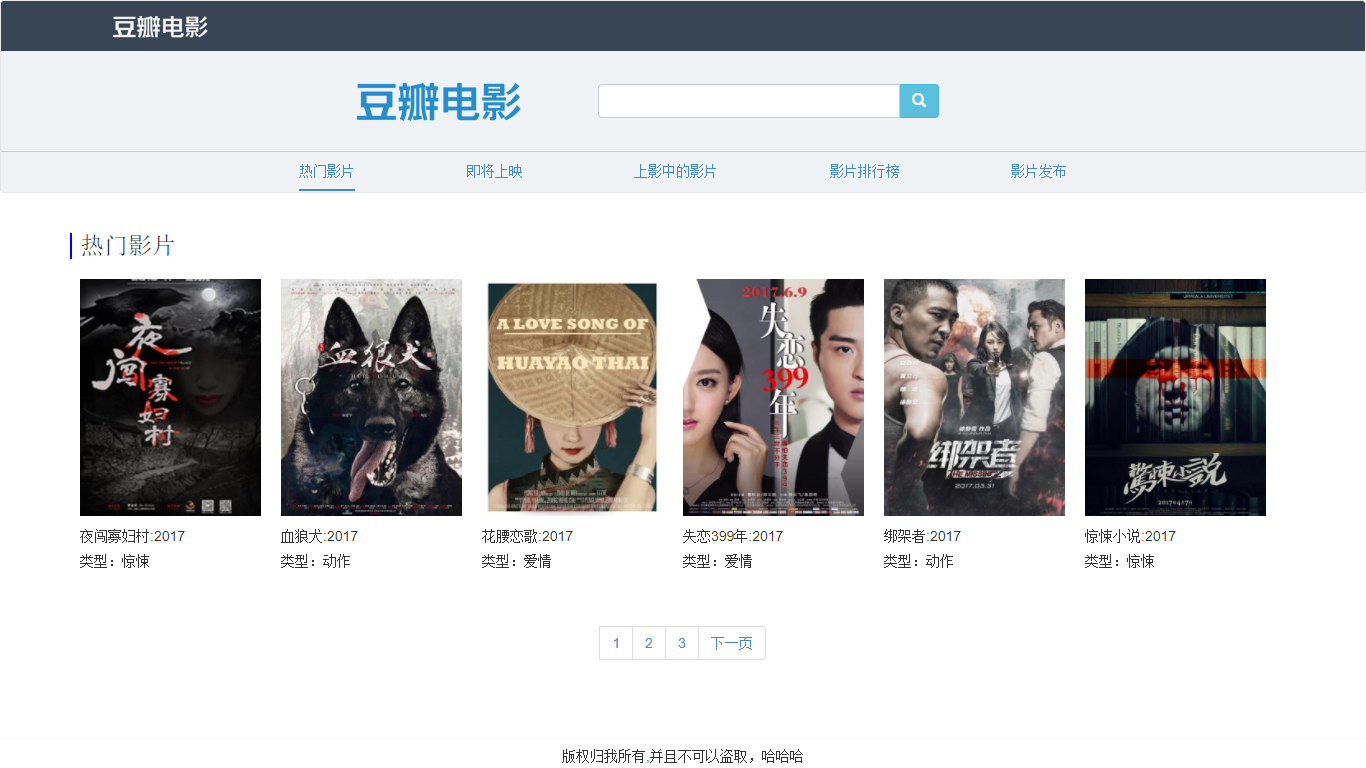 豆瓣电影
豆瓣电影
热门影片 即将上映 上影中的影片 影片排行榜 影片发布
热门影片
夜闯寡妇村
血狼犬
A LOVE SONG OF
HUAYAO THAI
2017.6.9
失恋
399
年
绑架者
2017.03.31
UPPSALA UNIVERSITET
驚悚小説
夜闯寡妇村:2017
血狼犬:2017
花腰恋歌:2017
失恋399年:2017
绑架者:2017
惊悚小说:2017
类型：惊悚
类型：动作
类型：爱情
类型：爱情
类型：动作
类型：惊悚
1 2 3 下一页
版权归我所有,并且不可以盗取，哈哈哈